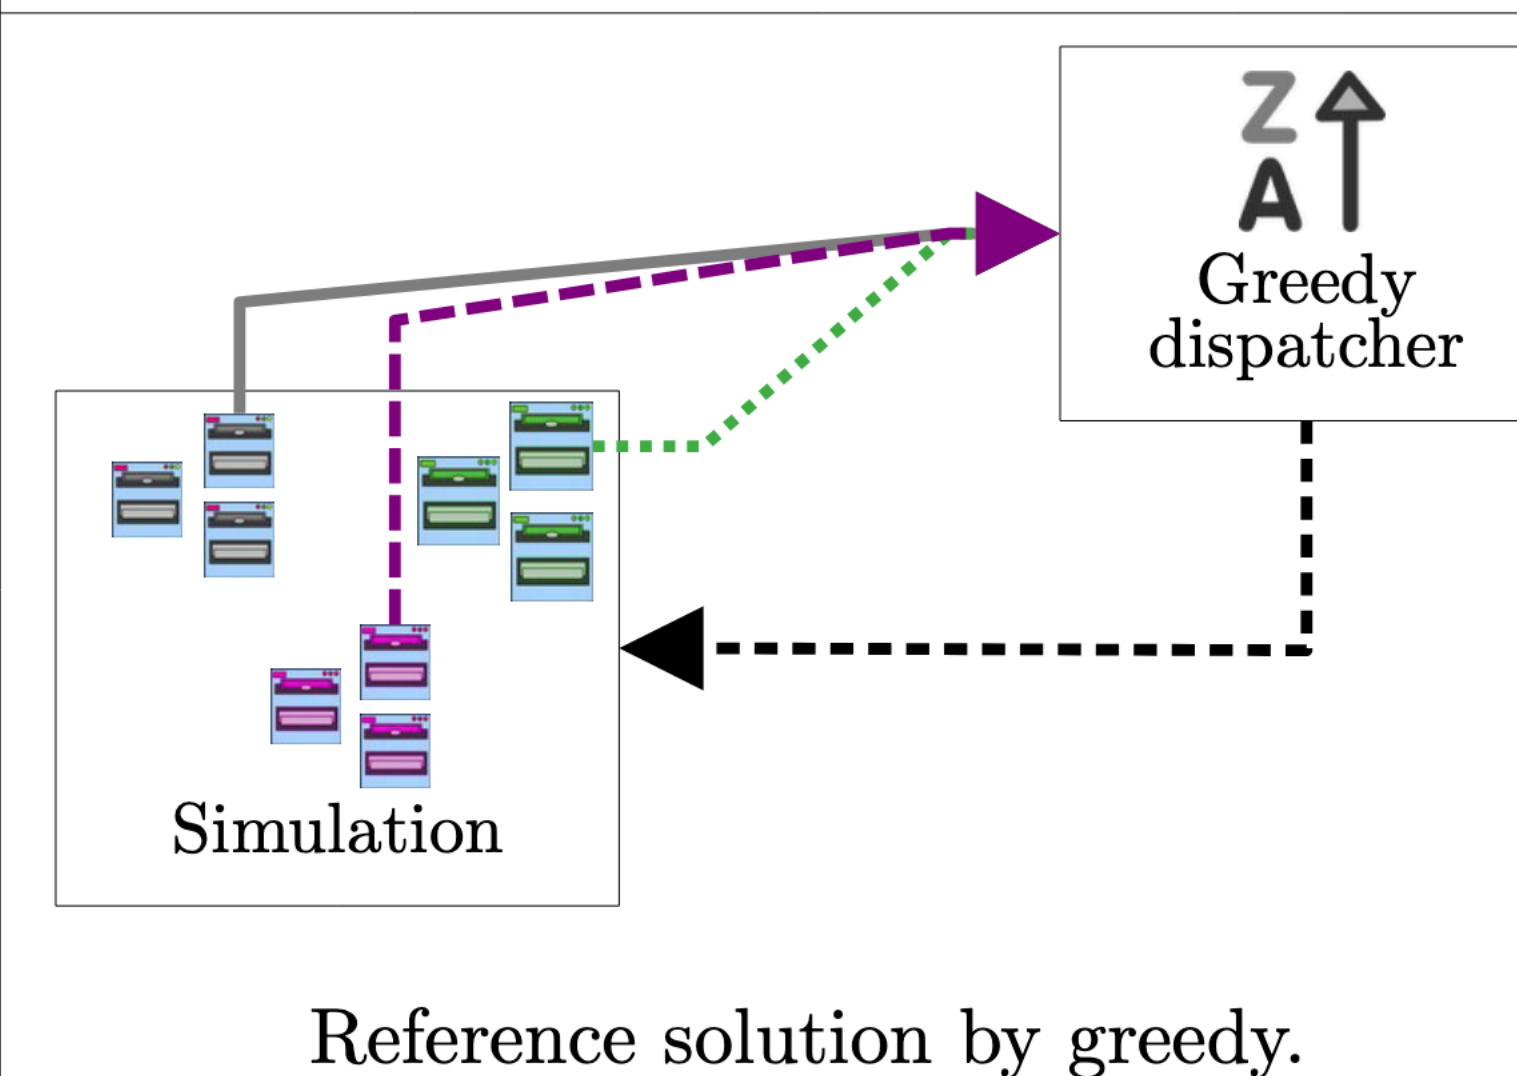 Z
A
Greedy
dispatcher
Simulation
Reference solution by greedy.